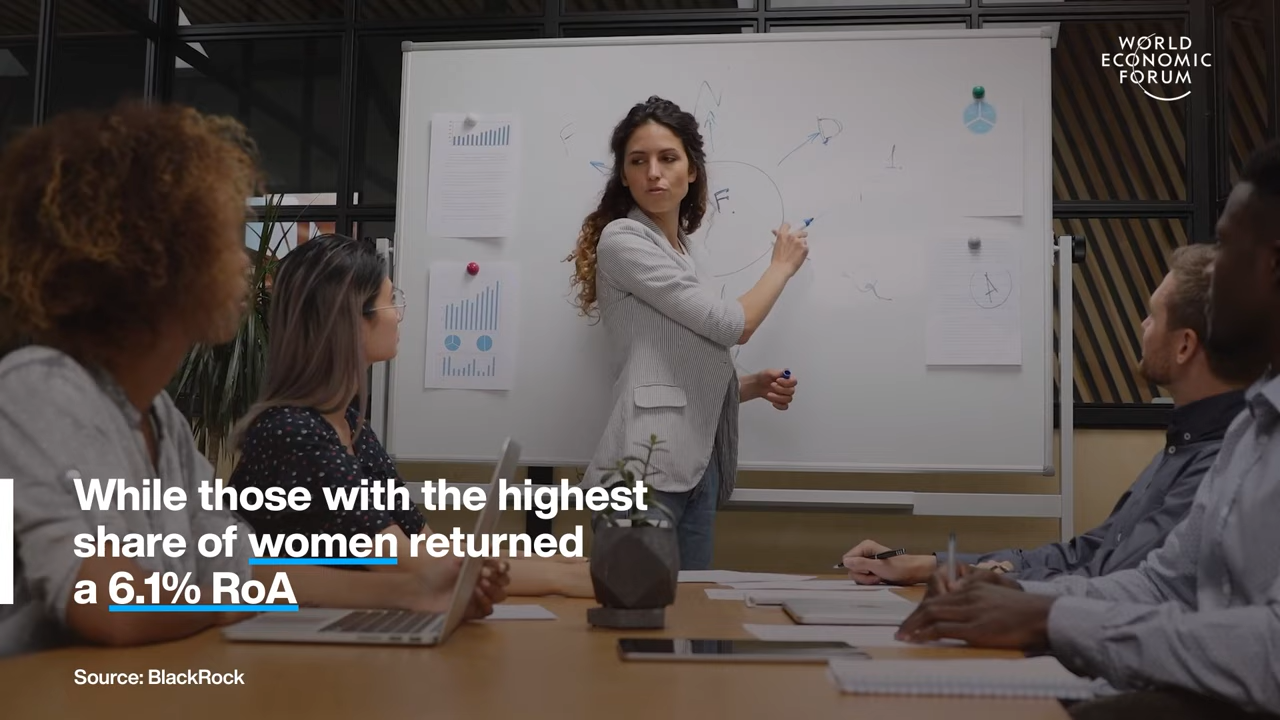 WORLD
ECONOMIC
FORUM
F.
While those with the highest
share of women returned
a 6.1% RoA
Source: BlackRock